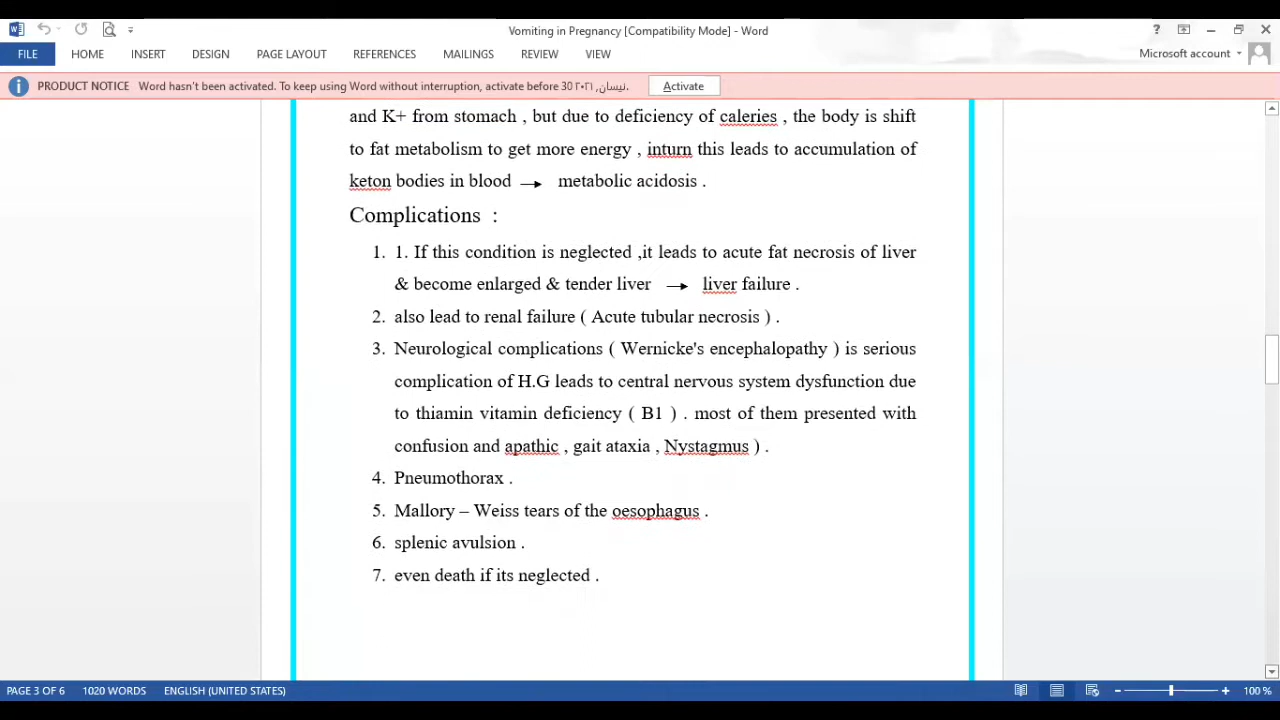 Vomiting in Pregnancy [Compatibility Mode] - Word
FILE HOME INSERT DESIGN PAGE LAYOUT REFERENCES MAILINGS REVIEW VIEW Microsoft account
PRODUCT NOTICE Word hasn't been activated. To keep using Word without interruption, activate before 30 نيسان, ٢٠٢١. Activate
and K+ from stomach , but due to deficiency of caleries , the body is shift
to fat metabolism to get more energy , inturn this leads to accumulation of
keton bodies in blood → metabolic acidosis .
Complications :
1. 1. If this condition is neglected ,it leads to acute fat necrosis of liver
& become enlarged & tender liver → liver failure .
2. also lead to renal failure ( Acute tubular necrosis ) .
3. Neurological complications ( Wernicke's encephalopathy ) is serious
complication of H.G leads to central nervous system dysfunction due
to thiamin vitamin deficiency ( B1 ) . most of them presented with
confusion and apathic , gait ataxia , Nystagmus ) .
4. Pneumothorax .
5. Mallory – Weiss tears of the oesophagus .
6. splenic avulsion .
7. even death if its neglected .
PAGE 3 OF 6 1020 WORDS ENGLISH (UNITED STATES) 100 %